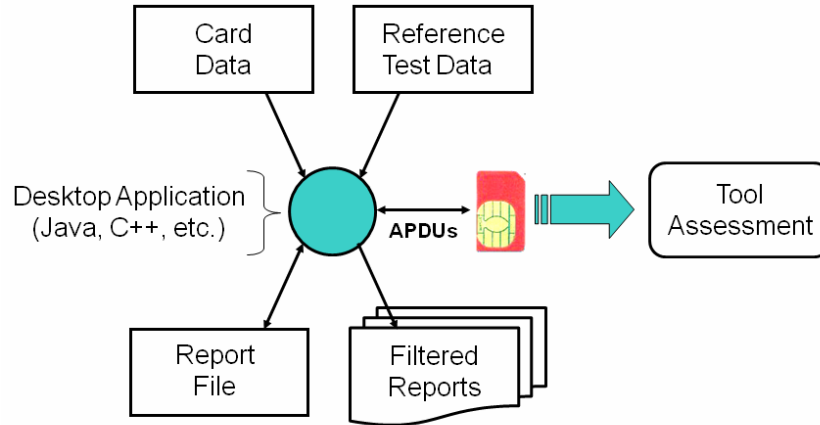 Card
Data
Reference
Test Data
Desktop Application
(Java, C++, etc.)
APDUs
Tool
Assessment
Report
File
Filtered
Reports